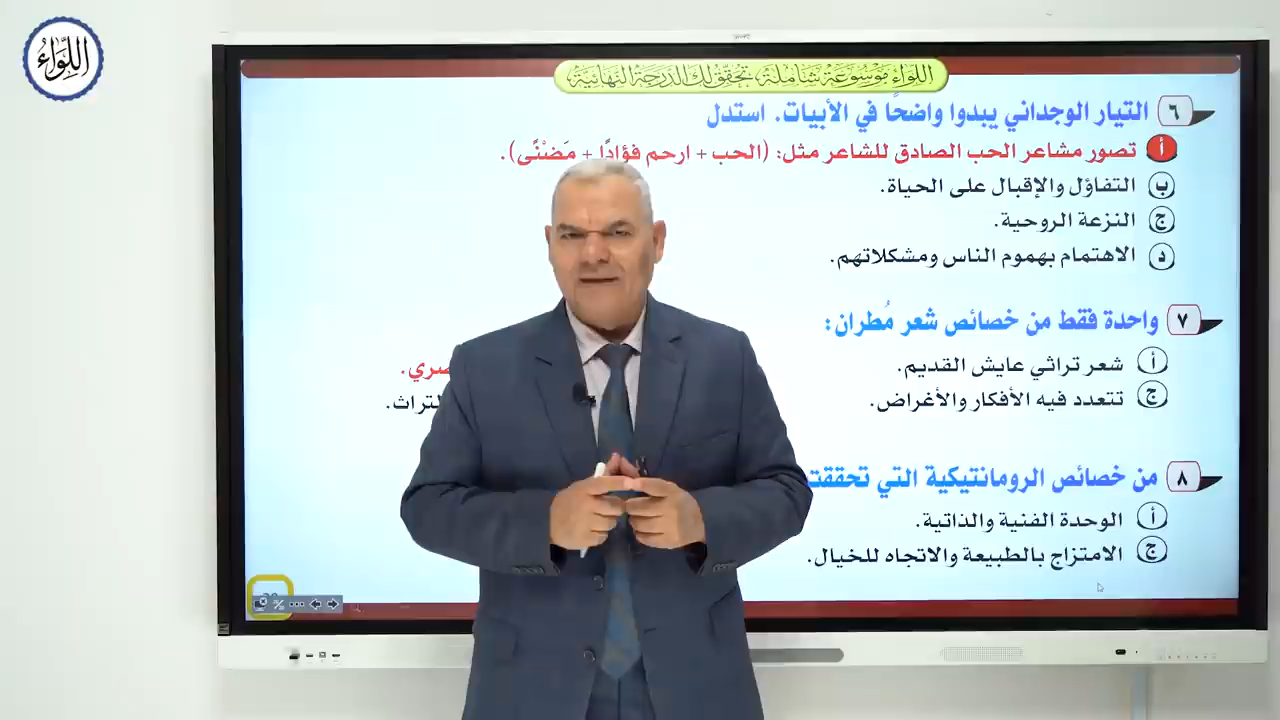 اللِّوَاءُ
اللواء موسوعة شاملة، تحقق لك الدرجة النهائية
٦ التيار الوجداني يبدوا واضحًا في الأبيات. استدل
أ تصور مشاعر الحب الصادق للشاعر مثل: (الحب + ارحم فؤادًا + مَضْنًى).
ب التفاؤل والإقبال على الحياة.
ج النزعة الروحية.
د الاهتمام بهموم الناس ومشكلاتهم.
٧ واحدة فقط من خصائص شعر مُطران:
أ شعر تراثي عايش القديم.
ج تتعدد فيه الأفكار والأغراض.
٨ من خصائص الرومانتيكية التي تحققت
أ الوحدة الفنية والذاتية.
ج الامتزاج بالطبيعة والاتجاه للخيال.